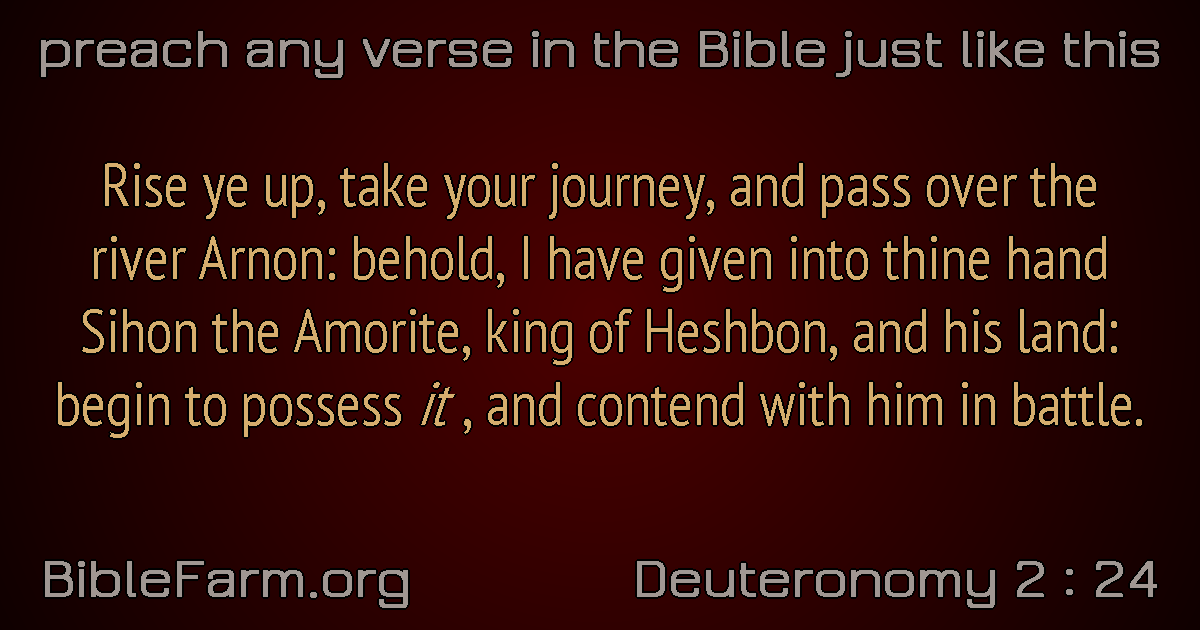 preach any verse in the Bible just like this
Rise ye up, take your journey, and pass over the
river Arnon: behold, I have given into thine hand
Sihon the Amorite, king of Heshbon, and his land:
begin to possess it , and contend with him in battle.
BibleFarm.org
Deuteronomy 2 : 24